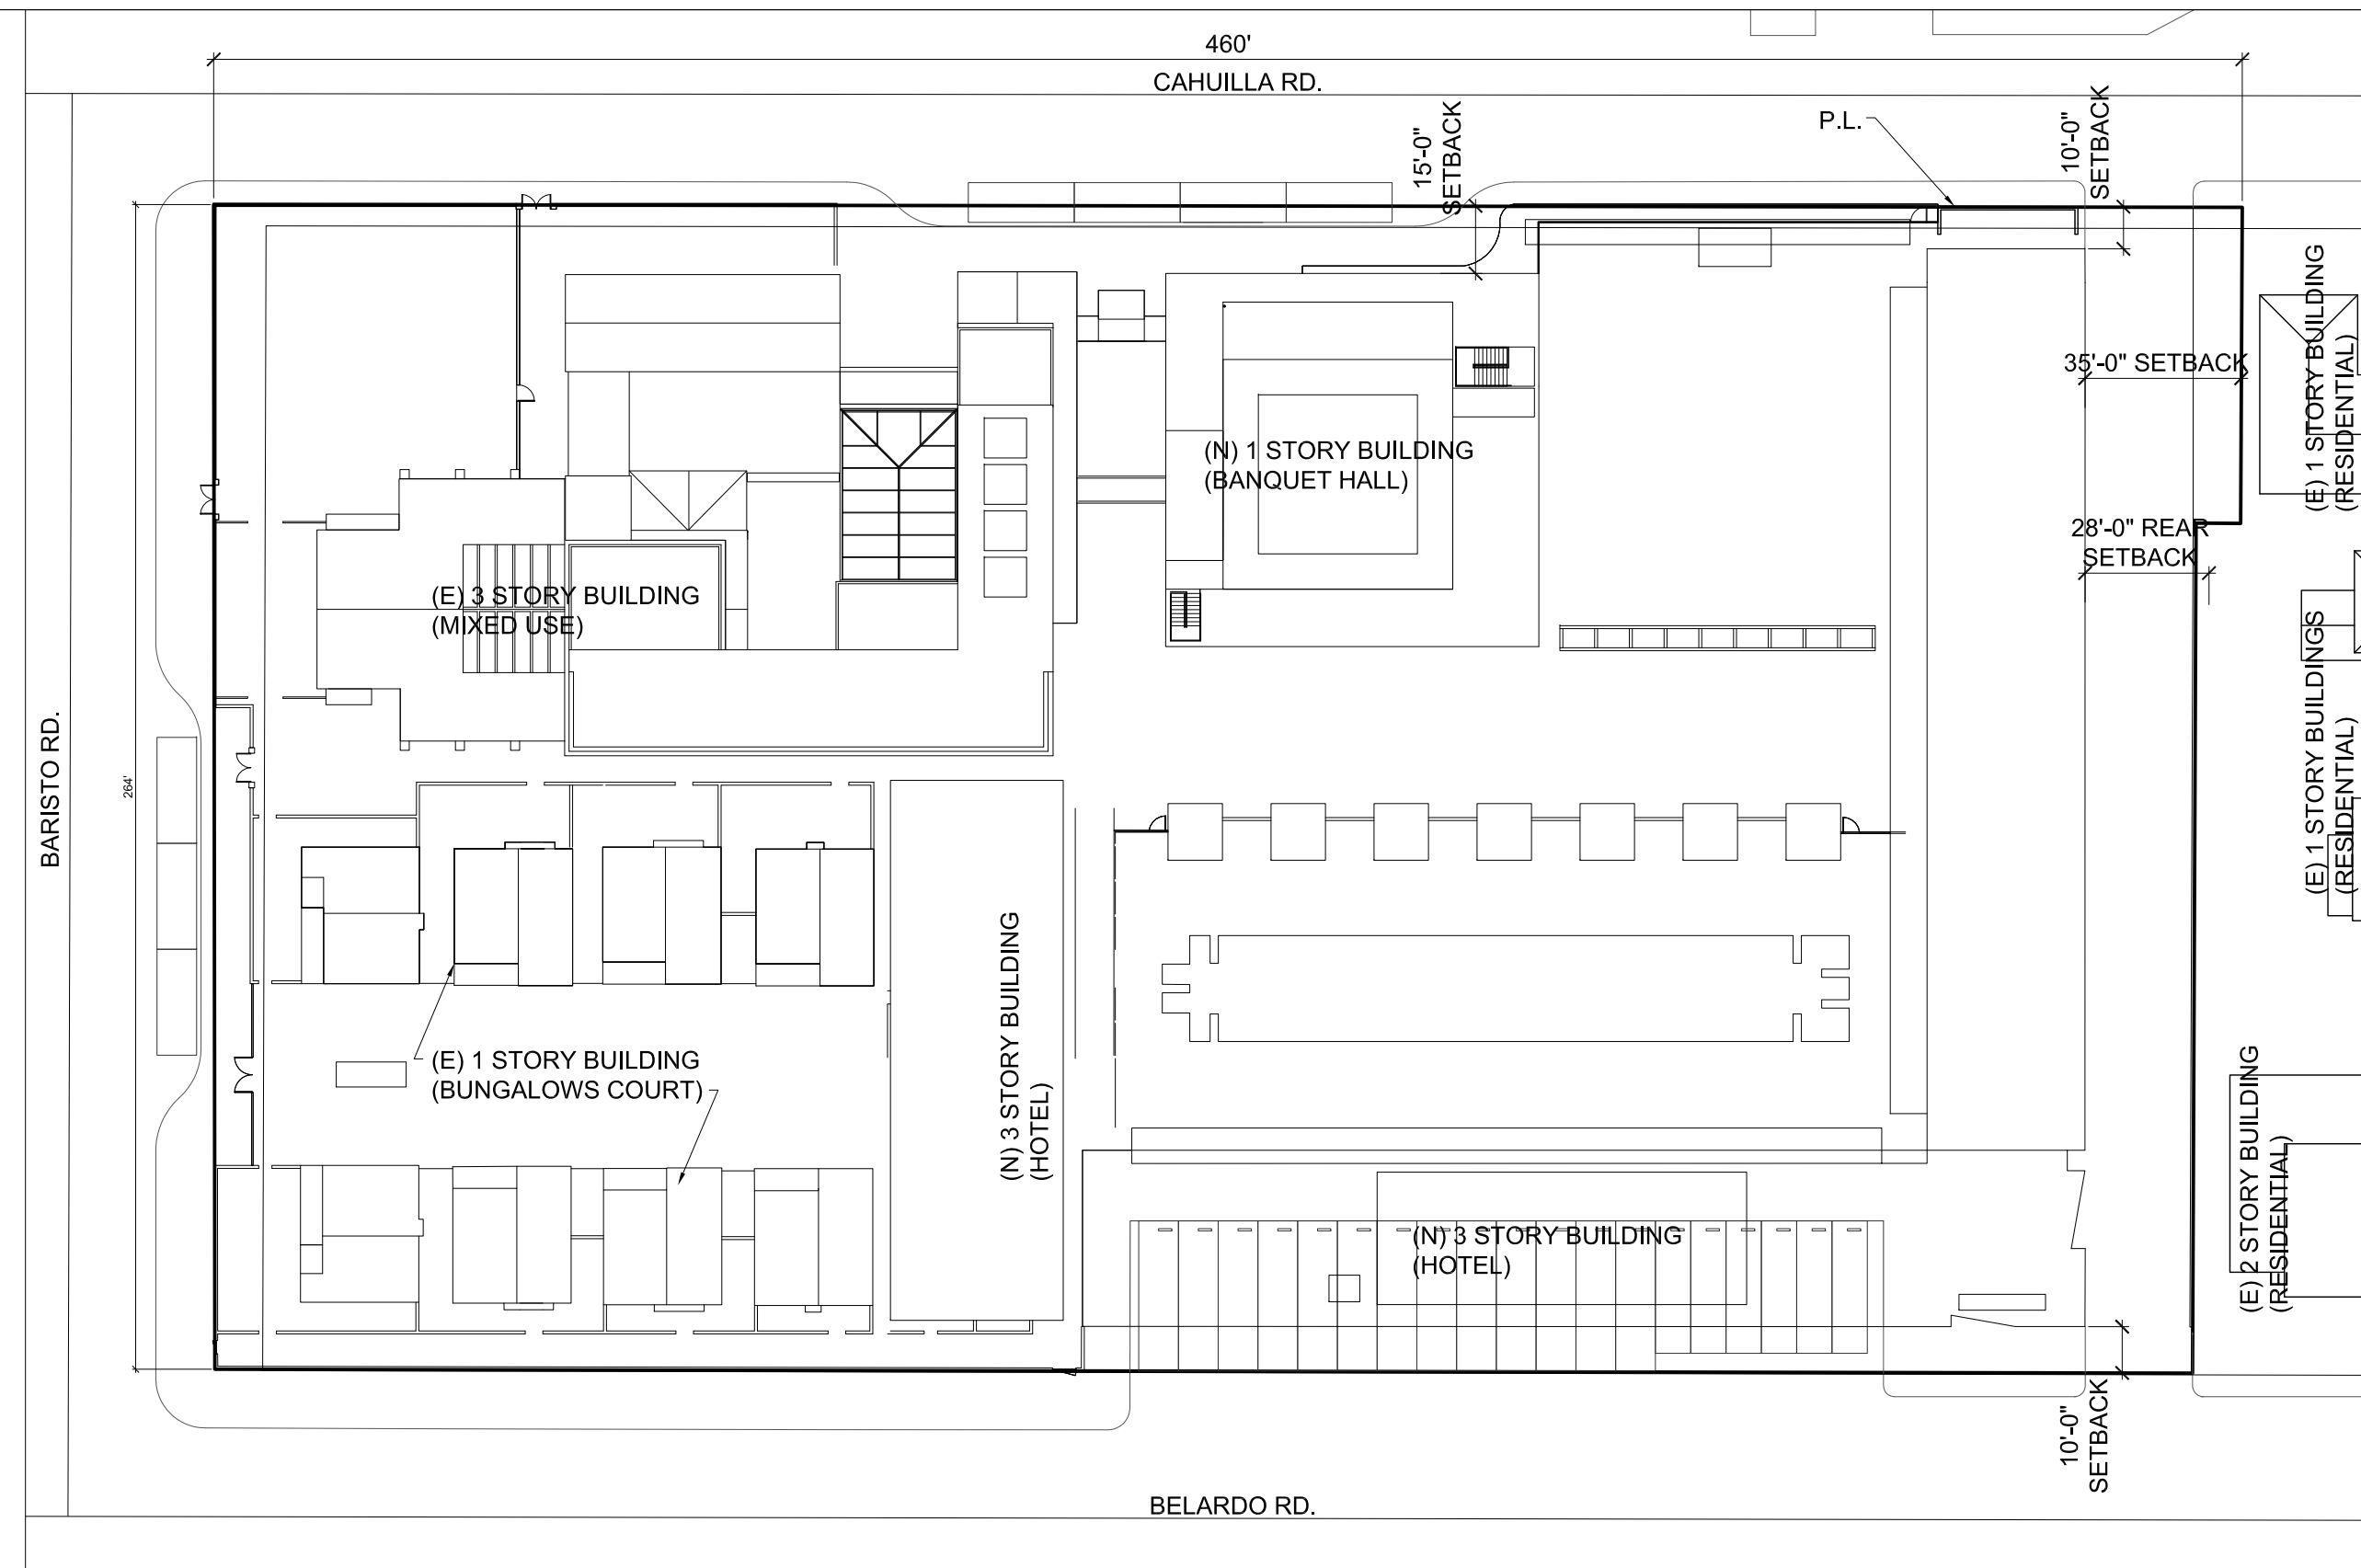 460'
CAHUILLA RD.
15'-0"
SETBACK
P.L.
10'-0"
SETBACK
(E) 1 STORY BUILDING
(RESIDENTIAL)
35'-0" SETBACK
(N) 1 STORY BUILDING
(BANQUET HALL)
28'-0" REAR
SETBACK
(E) 3 STORY BUILDING
(MIXED USE)
(E) 1 STORY BUILDINGS
(RESIDENTIAL)
BARISTO RD.
264'
(N) 3 STORY BUILDING
(HOTEL)
(E) 1 STORY BUILDING
(BUNGALOWS COURT)
(E) 2 STORY BUILDING
(RESIDENTIAL)
(N) 3 STORY BUILDING
(HOTEL)
10'-0"
SETBACK
BELARDO RD.